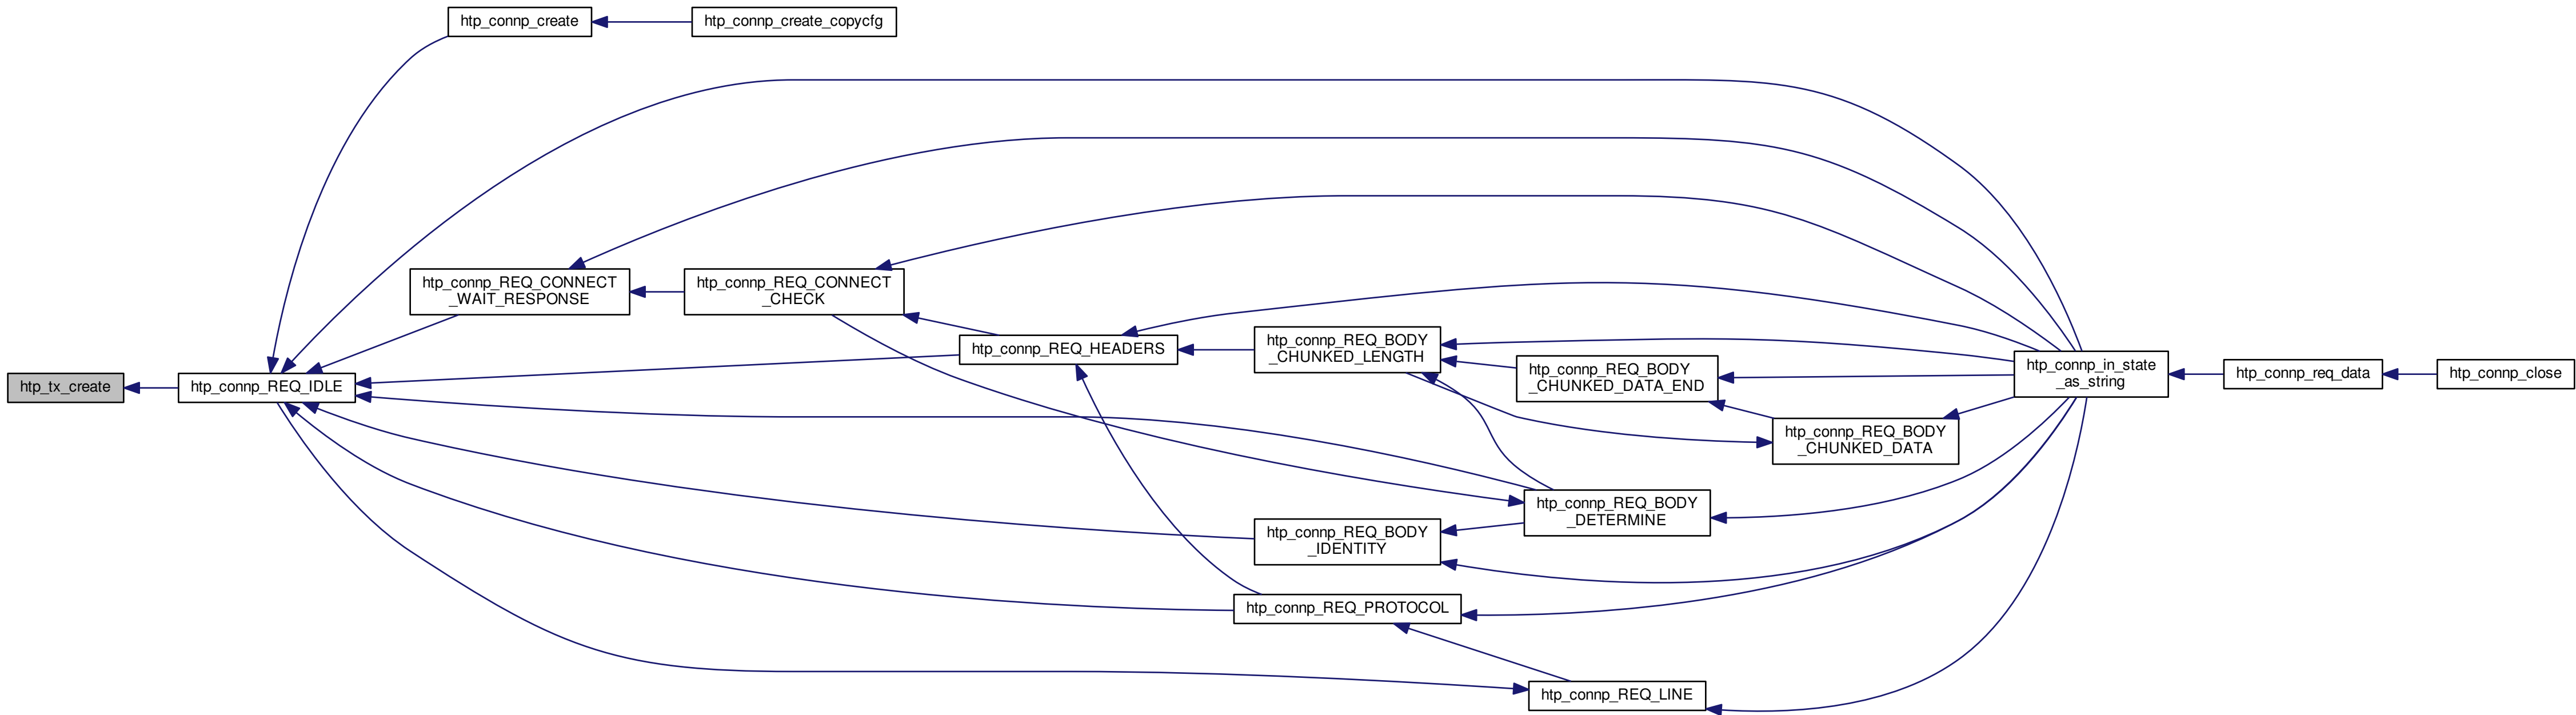 htp_connp_create
htp_connp_create_copycfg
htp_connp_REQ_CONNECT
_WAIT_RESPONSE
htp_connp_REQ_CONNECT
_CHECK
htp_connp_REQ_HEADERS
htp_connp_REQ_BODY
_CHUNKED_LENGTH
htp_connp_REQ_BODY
_CHUNKED_DATA_END
htp_connp_in_state
_as_string
htp_connp_req_data
htp_connp_close
htp_tx_create
htp_connp_REQ_IDLE
htp_connp_REQ_BODY
_CHUNKED_DATA
htp_connp_REQ_BODY
_DETERMINE
htp_connp_REQ_BODY
_IDENTITY
htp_connp_REQ_PROTOCOL
htp_connp_REQ_LINE